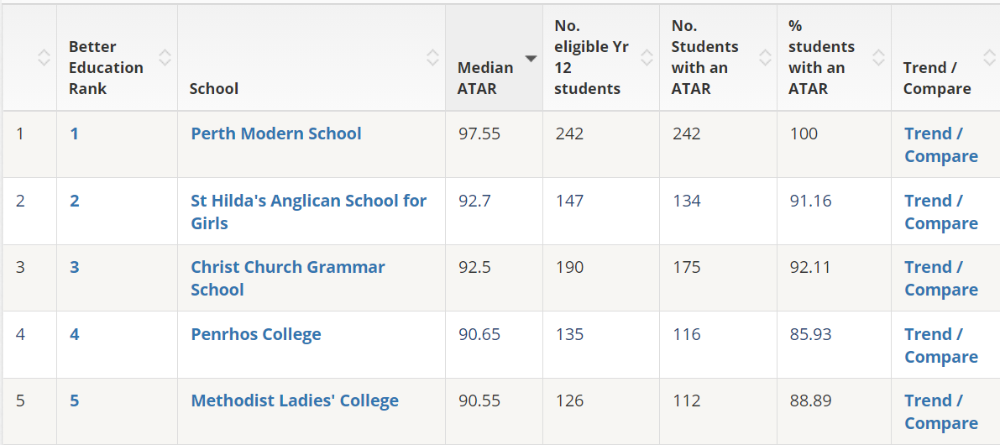 Better Education Rank School Median ATAR No. eligible Yr 12 students No. Students with an ATAR % students with an ATAR Trend / Compare
1 1 Perth Modern School 97.55 242 242 100 Trend / Compare
2 2 St Hilda's Anglican School for Girls 92.7 147 134 91.16 Trend / Compare
3 3 Christ Church Grammar School 92.5 190 175 92.11 Trend / Compare
4 4 Penrhos College 90.65 135 116 85.93 Trend / Compare
5 5 Methodist Ladies' College 90.55 126 112 88.89 Trend / Compare